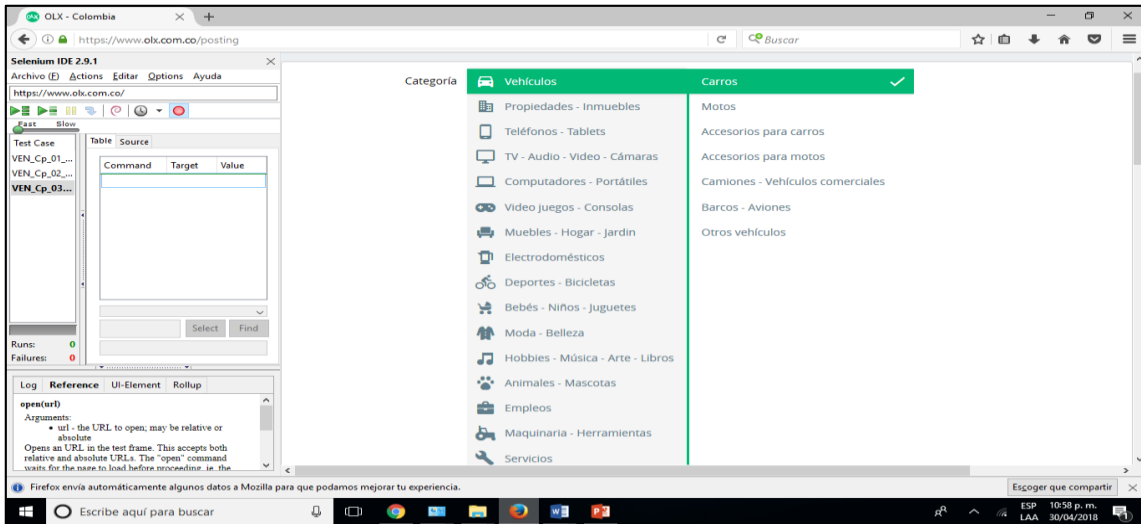 OLX - Colombia
https://www.olx.com.co/posting
Buscar
Selenium IDE 2.9.1
Archivo (F) Actions Editar Options Ayuda
https://www.olx.com.co/
Fast Slow
Test Case
VEN_Cp_01_...
VEN_Cp_02_...
VEN_Cp_03...
Table Source
Command Target Value
Select Find
Runs: 0
Failures: 0
Log Reference UI-Element Rollup
open(url)
Arguments:
• url - the URL to open; may be relative or
absolute
Opens an URL in the test frame. This accepts both
relative and absolute URLs. The "open" command
waits for the page to load before proceeding, ie. the
Categoría
Vehículos
Propiedades - Inmuebles
Teléfonos - Tablets
TV - Audio - Video - Cámaras
Computadores - Portátiles
Video juegos - Consolas
Muebles - Hogar - Jardin
Electrodomésticos
Deportes - Bicicletas
Bebés - Niños - Juguetes
Moda - Belleza
Hobbies - Música - Arte - Libros
Animales - Mascotas
Empleos
Maquinaria - Herramientas
Servicios
Carros
Motos
Accesorios para carros
Accesorios para motos
Camiones - Vehículos comerciales
Barcos - Aviones
Otros vehículos
Firefox envía automáticamente algunos datos a Mozilla para que podamos mejorar tu experiencia.
Escoger que compartir
Escribe aquí para buscar
ESP
LAA
10:58 p. m.
30/04/2018